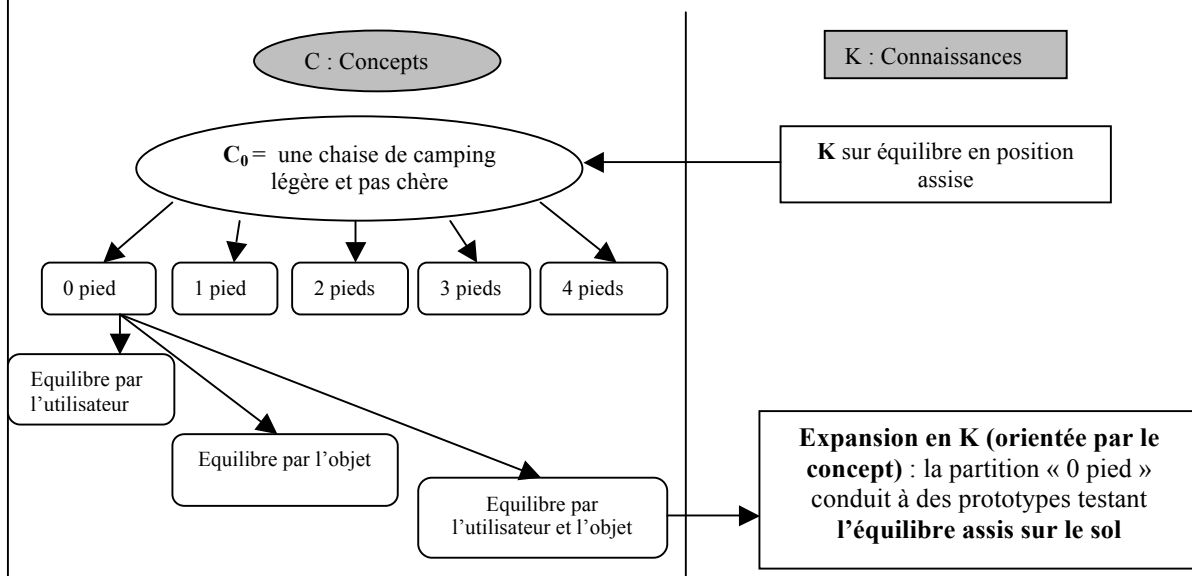 C : Concepts
K : Connaissances
C0 = une chaise de camping
légère et pas chère
K sur équilibre en position
assise
0 pied
1 pied
2 pieds
3 pieds
4 pieds
Equilibre par
l’utilisateur
Equilibre par l’objet
Equilibre par
l’utilisateur et l’objet
Expansion en K (orientée par le
concept) : la partition « 0 pied »
conduit à des prototypes testant
l’équilibre assis sur le sol